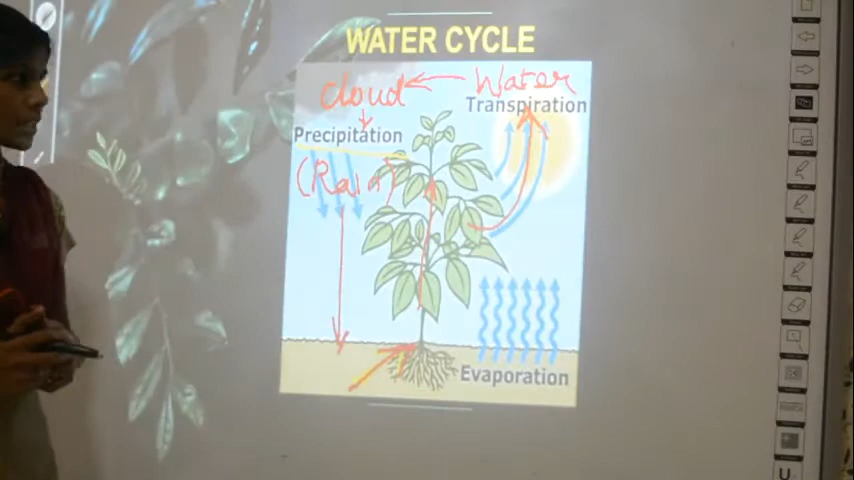 WATER CYCLE
cloud
Water
Transpiration
Precipitation
(Rain)
Evaporation